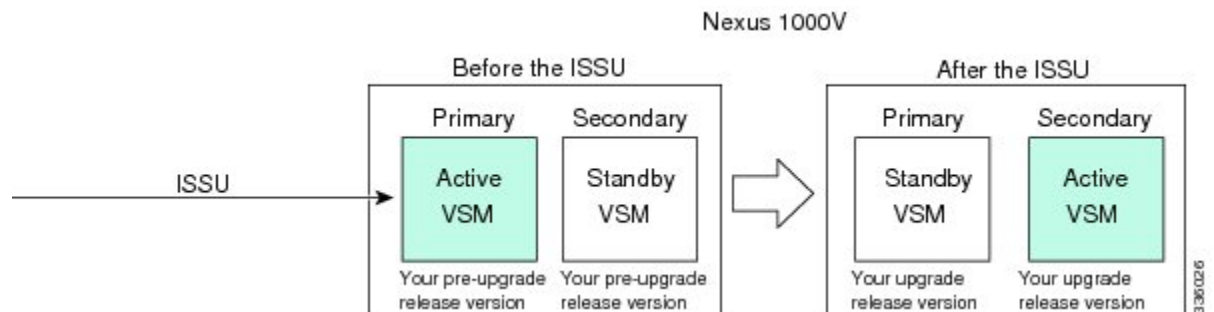 Nexus 1000V
Before the ISSU
After the ISSU
Primary
Secondary
Primary
Secondary
ISSU
Active
VSM
Standby
VSM
Standby
VSM
Active
VSM
Your pre-upgrade
release version
Your pre-upgrade
release version
Your upgrade
release version
Your upgrade
release version
336026